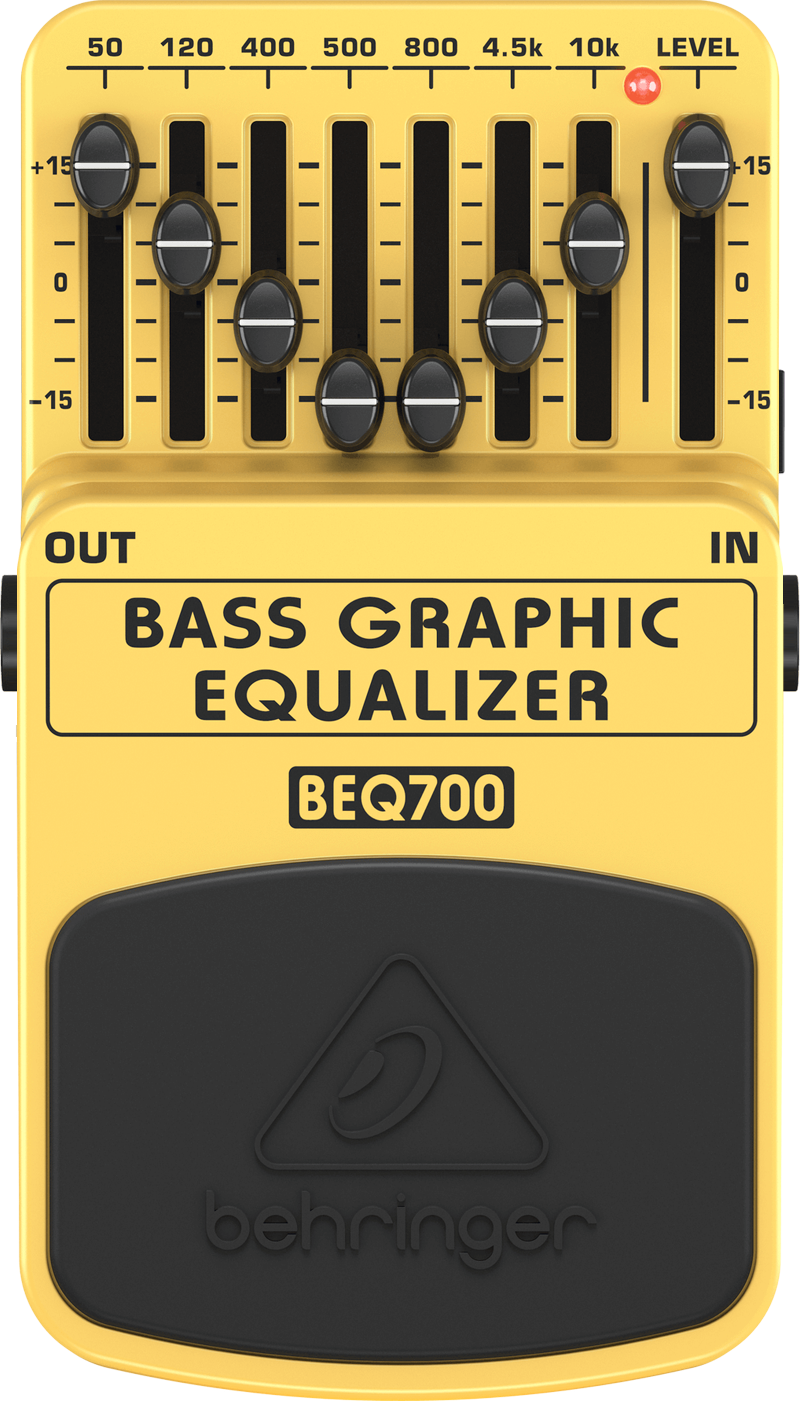 50 120 400 500 800 4.5k 10k LEVEL
+15 +15
0 0
-15 -15
OUT IN
BASS GRAPHIC
EQUALIZER
BEQ700
behringer